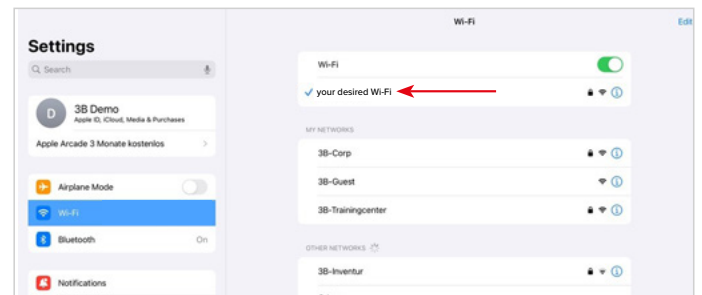 Wi-Fi
Edit
Settings
Search
D
3B Demo
Apple ID, iCloud, Media & Purchases
Apple Arcade 3 Monate kostenlos
Airplane Mode
Wi-Fi
Bluetooth On
Notifications
Wi-Fi
your desired Wi-Fi
MY NETWORKS
3B-Corp
3B-Guest
3B-Trainingcenter
OTHER NETWORKS
3B-Inventur